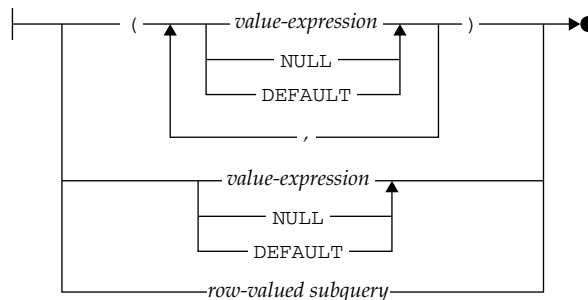 ( value-expression )
NULL
DEFAULT
,
value-expression
NULL
DEFAULT
row-valued subquery